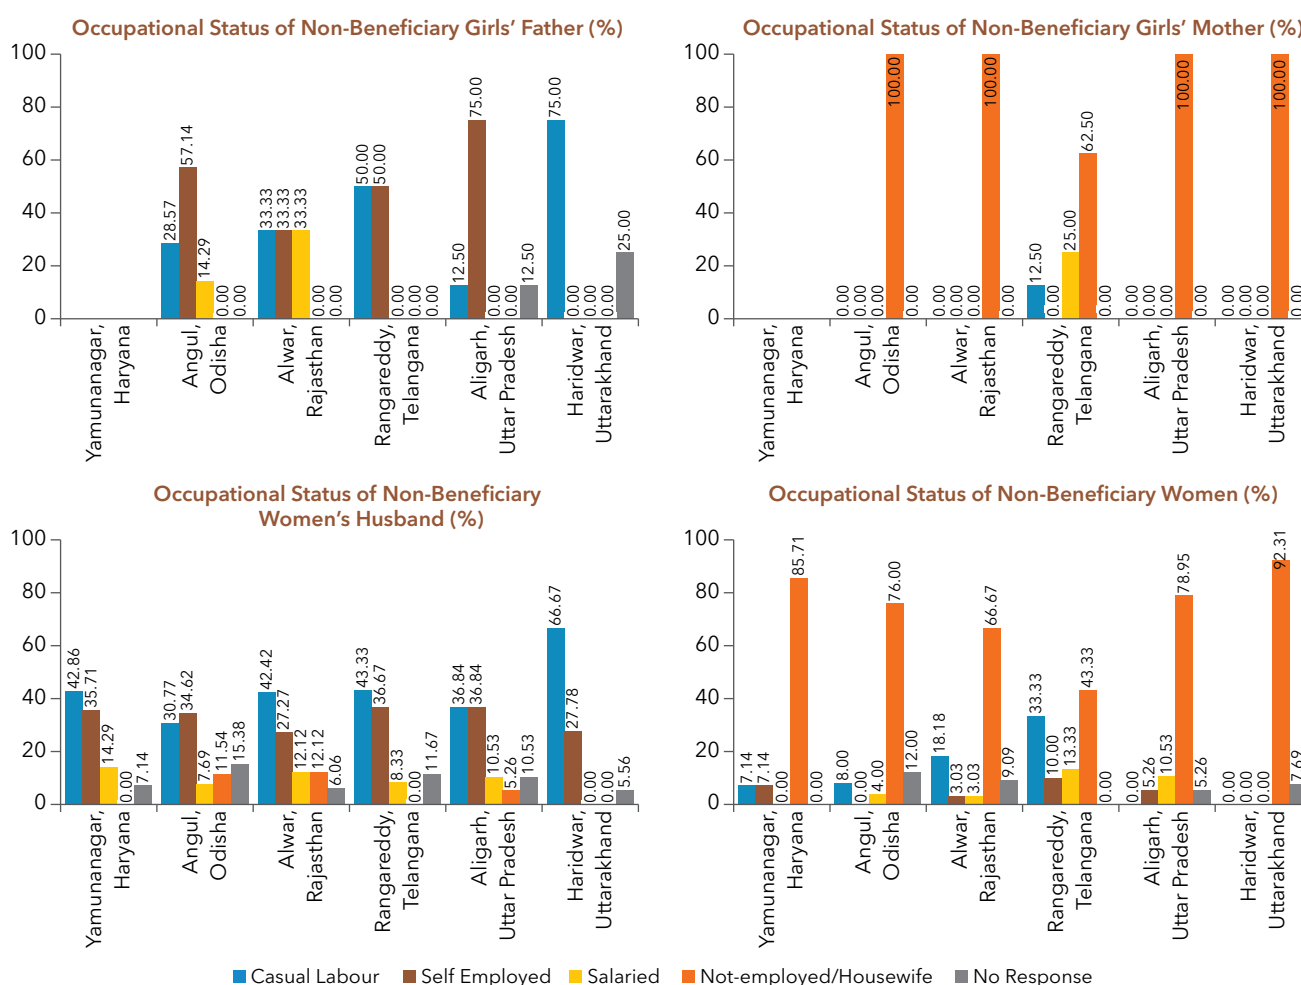 Occupational Status of Non-Beneficiary Girls’ Father (%)
100
80
60
40
20
0
28.57
57.14
14.29
0.00
0.00
33.33
33.33
33.33
0.00
0.00
50.00
50.00
0.00
0.00
0.00
12.50
75.00
0.00
0.00
12.50
75.00
0.00
0.00
0.00
25.00
Yamunanagar,
Haryana
Angul,
Odisha
Alwar,
Rajasthan
Rangareddy,
Telangana
Aligarh,
Uttar Pradesh
Haridwar,
Uttarakhand
Occupational Status of Non-Beneficiary Girls’ Mother (%)
100
80
60
40
20
0
0.00
0.00
0.00
100.00
0.00
0.00
0.00
0.00
100.00
0.00
12.50
0.00
25.00
62.50
0.00
0.00
0.00
0.00
100.00
0.00
0.00
0.00
0.00
100.00
0.00
Yamunanagar,
Haryana
Angul,
Odisha
Alwar,
Rajasthan
Rangareddy,
Telangana
Aligarh,
Uttar Pradesh
Haridwar,
Uttarakhand
Occupational Status of Non-Beneficiary
Women’s Husband (%)
100
80
60
40
20
0
42.86
35.71
14.29
0.00
7.14
30.77
34.62
7.69
11.54
15.38
42.42
27.27
12.12
12.12
6.06
43.33
36.67
8.33
0.00
11.67
36.84
36.84
10.53
5.26
10.53
66.67
27.78
0.00
0.00
5.56
Yamunanagar,
Haryana
Angul,
Odisha
Alwar,
Rajasthan
Rangareddy,
Telangana
Aligarh,
Uttar Pradesh
Haridwar,
Uttarakhand
Occupational Status of Non-Beneficiary Women (%)
100
80
60
40
20
0
7.14
7.14
0.00
85.71
0.00
8.00
0.00
4.00
76.00
12.00
18.18
3.03
3.03
66.67
9.09
33.33
10.00
13.33
43.33
0.00
0.00
5.26
10.53
78.95
5.26
0.00
0.00
0.00
92.31
7.69
Yamunanagar,
Haryana
Angul,
Odisha
Alwar,
Rajasthan
Rangareddy,
Telangana
Aligarh,
Uttar Pradesh
Haridwar,
Uttarakhand
Casual Labour
Self Employed
Salaried
Not-employed/Housewife
No Response